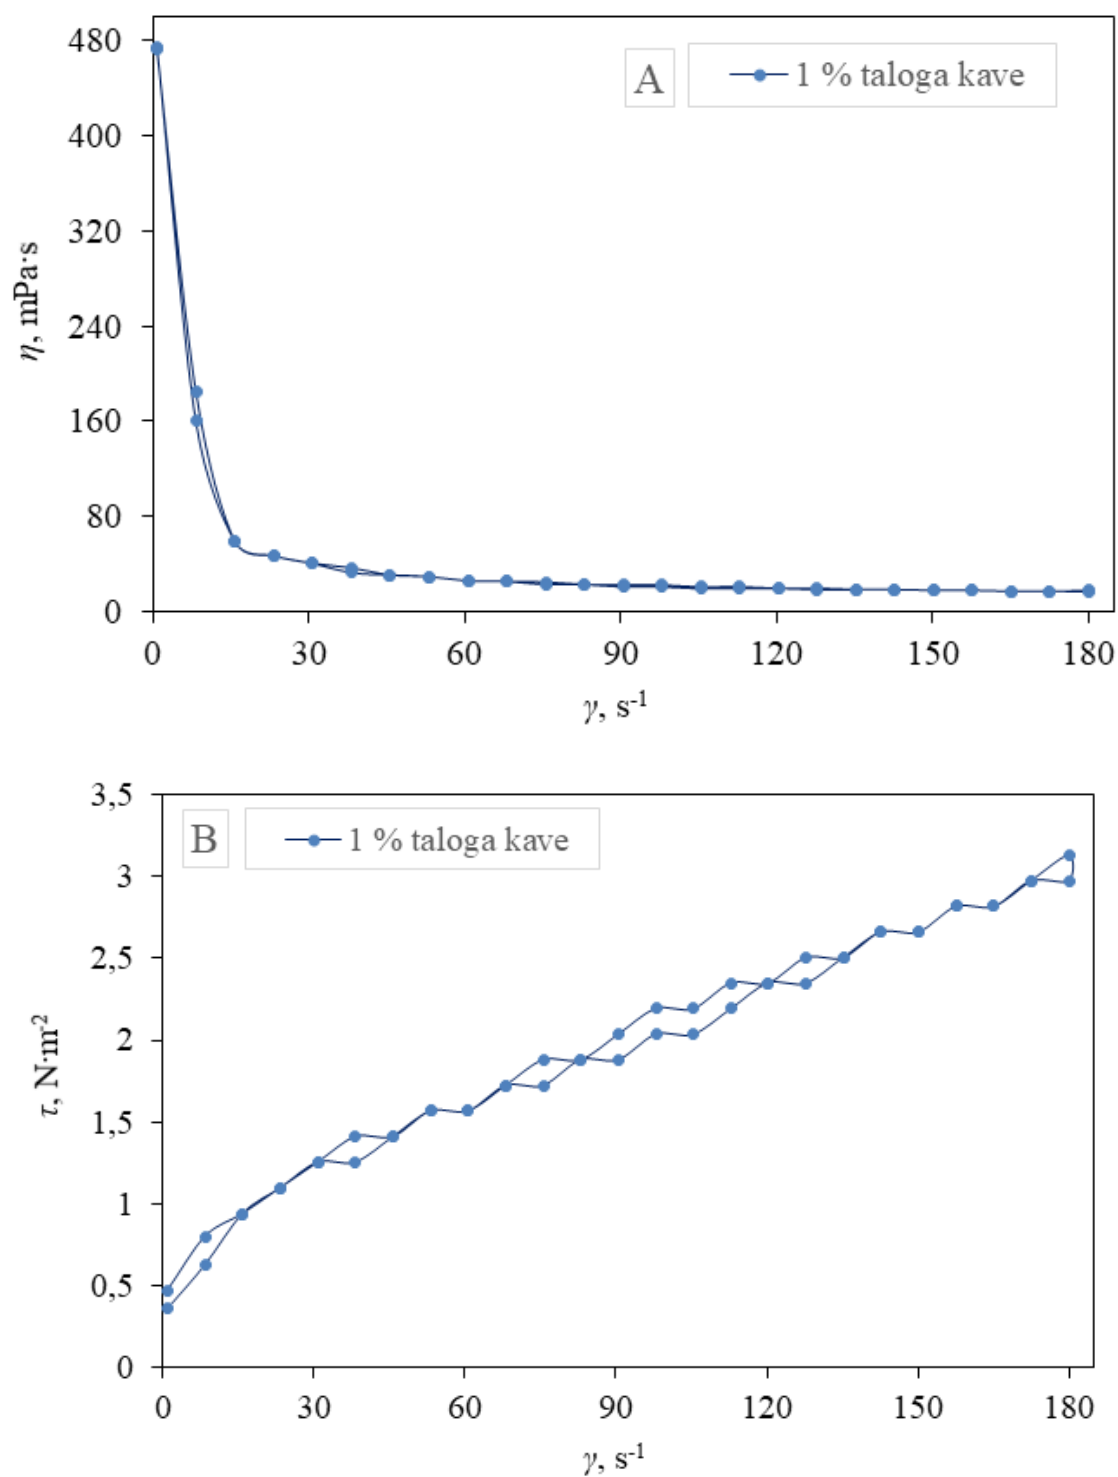 480
400
320
240
160
80
0
η, mPa·s
A
1 % taloga kave
0 30 60 90 120 150 180
γ, s-1
3,5
3
2,5
2
1,5
1
0,5
0
τ, N·m-2
B
1 % taloga kave
0 30 60 90 120 150 180
γ, s-1